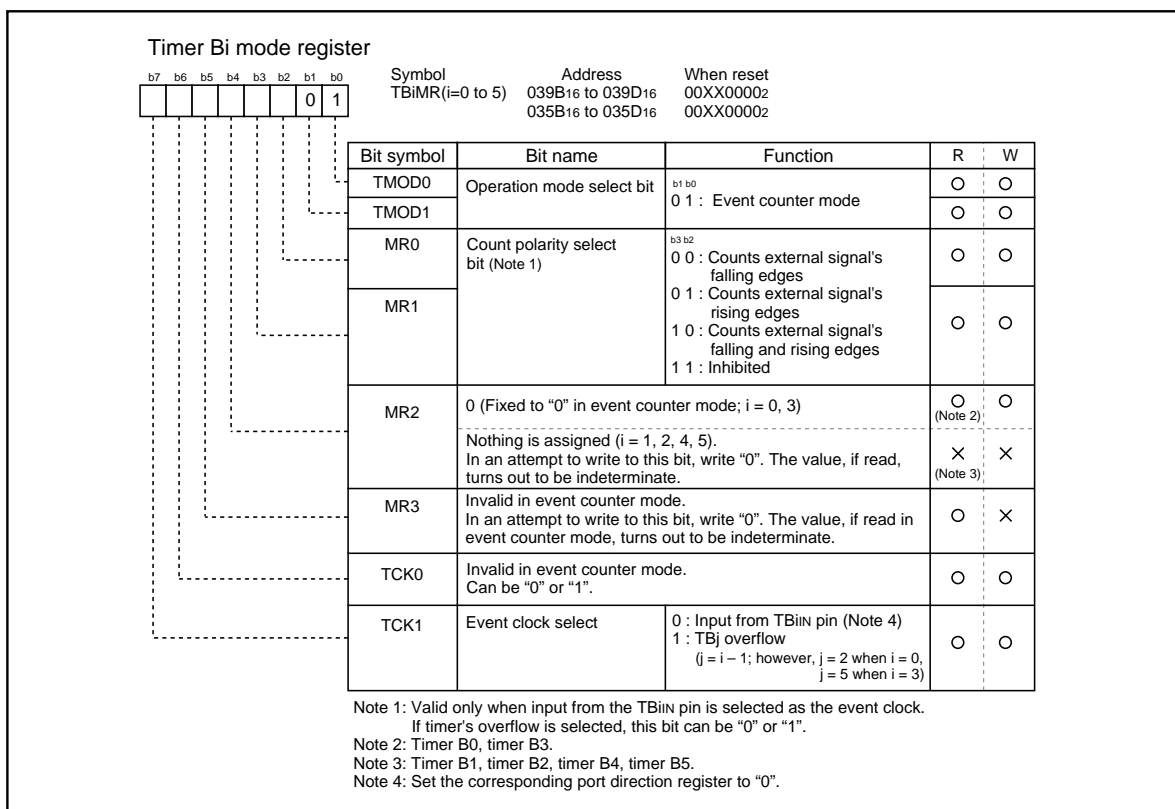 Timer Bi mode register
b7 b6 b5 b4 b3 b2 b1 b0
0 1
Symbol Address When reset
TBiMR(i=0 to 5) 039B16 to 039D16 00XX00002
035B16 to 035D16 00XX00002
Bit symbol Bit name Function R W
TMOD0 Operation mode select bit
TMOD1
b1 b0
0 1 : Event counter mode
MR0 Count polarity select
bit (Note 1)
MR1
b3 b2
0 0 : Counts external signal's
falling edges
0 1 : Counts external signal's
rising edges
1 0 : Counts external signal's
falling and rising edges
1 1 : Inhibited
MR2
0 (Fixed to “0” in event counter mode; i = 0, 3)
(Note 2)
Nothing is assigned (i = 1, 2, 4, 5).
In an attempt to write to this bit, write “0”. The value, if read,
turns out to be indeterminate.
(Note 3)
MR3
Invalid in event counter mode.
In an attempt to write to this bit, write “0”. The value, if read in
event counter mode, turns out to be indeterminate.
TCK0
Invalid in event counter mode.
Can be “0” or “1”.
TCK1 Event clock select
0 : Input from TBiIN pin (Note 4)
1 : TBj overflow
(j = i – 1; however, j = 2 when i = 0,
j = 5 when i = 3)
Note 1: Valid only when input from the TBiIN pin is selected as the event clock.
If timer's overflow is selected, this bit can be “0” or “1”.
Note 2: Timer B0, timer B3.
Note 3: Timer B1, timer B2, timer B4, timer B5.
Note 4: Set the corresponding port direction register to “0”.